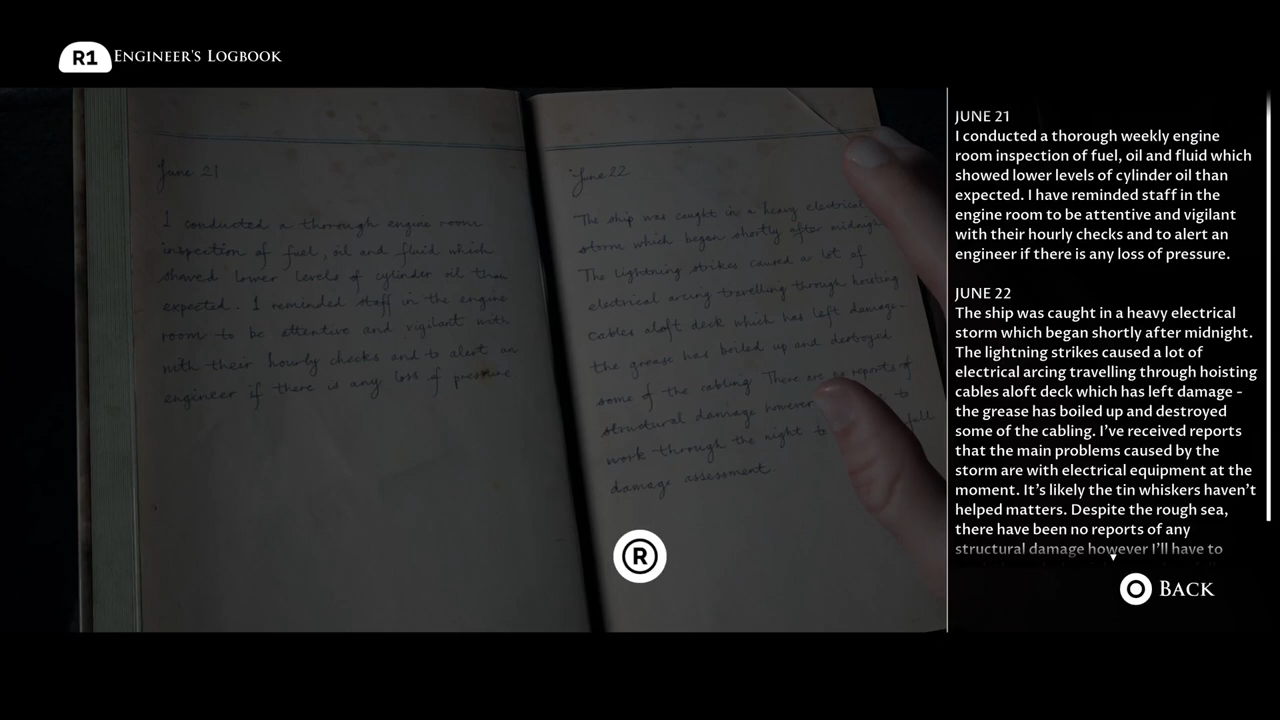 R1 ENGINEER'S LOGBOOK
June 21
I conducted a thorough engine room
inspection of fuel, oil and fluid which
showed lower levels of cylinder oil than
expected. I reminded staff in the engine
room to be attentive and vigilant with
with their hourly checks and to alert an
engineer if there is any loss of pressure
June 22
The ship was caught in a heavy electrical
storm which began shortly after midnight
The lightning strikes caused a lot of
electrical arcing travelling through hoisting
cables aloft deck which has left damage-
the grease has boiled up and destroyed
some of the cabling. There are no reports of
structural damage however to
work through the night to full
damage assessment.
R
JUNE 21
I conducted a thorough weekly engine
room inspection of fuel, oil and fluid which
showed lower levels of cylinder oil than
expected. I have reminded staff in the
engine room to be attentive and vigilant
with their hourly checks and to alert an
engineer if there is any loss of pressure.
JUNE 22
The ship was caught in a heavy electrical
storm which began shortly after midnight.
The lightning strikes caused a lot of
electrical arcing travelling through hoisting
cables aloft deck which has left damage -
the grease has boiled up and destroyed
some of the cabling. I've received reports
that the main problems caused by the
storm are with electrical equipment at the
moment. It's likely the tin whiskers haven't
helped matters. Despite the rough sea,
there have been no reports of any
structural damage however I'll have to
BACK